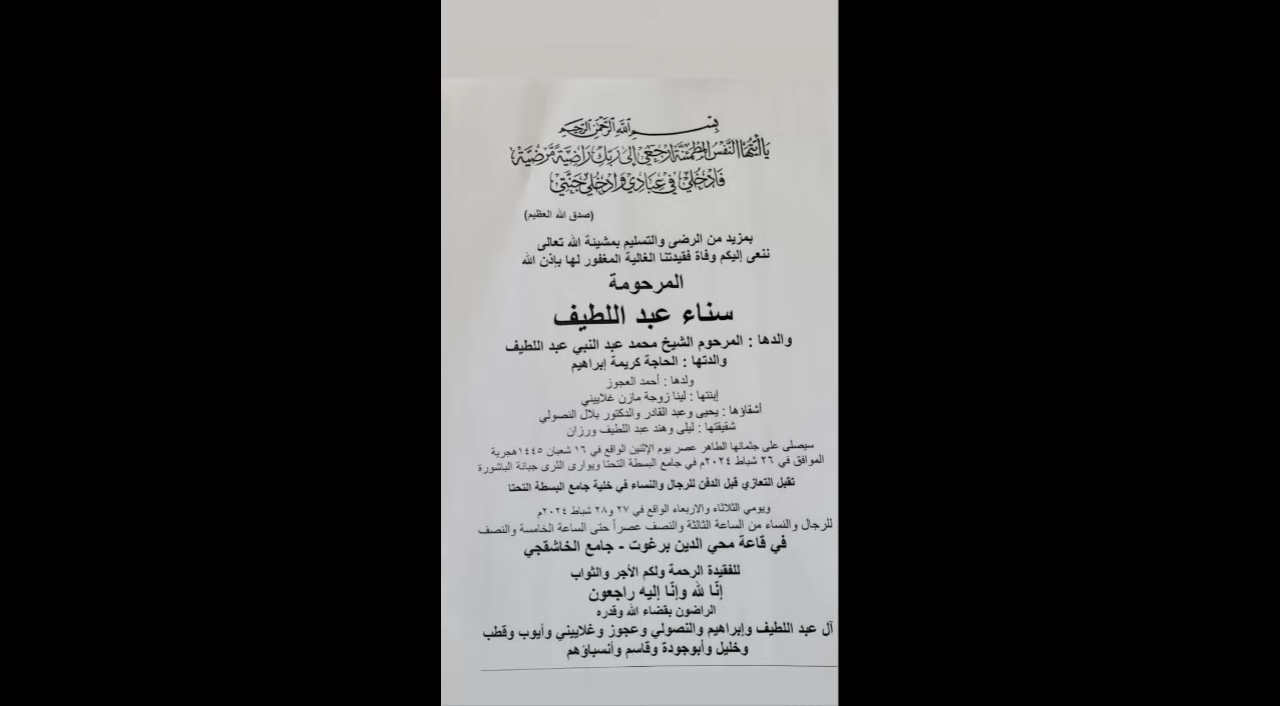 بسم الله الرحمن الرحيم
يا أيتها النفس المطمئنة ارجعي إلى ربك راضية مرضية
فادخلي في عبادي وادخلي جنتي
(صدق الله العظيم)
بمزيد من الرضى والتسليم بمشيئة الله تعالى
ننعى إليكم وفاة فقيدتنا الغالية المغفور لها بإذن الله
المرحومة
سناء عبد اللطيف
والدها : المرحوم الشيخ محمد عبد النبي عبد اللطيف
والدتها : الحاجة كريمة إبراهيم
ولدها : أحمد العجوز
إبنتها : لينا زوجة مازن غلاييني
أشقاؤها : يحيى وعبد القادر والدكتور بلال النصولي
شقيقتها : ليلى وهند عبد اللطيف ورزان
سيصلى على جثمانها الطاهر عصر يوم الإثنين الواقع في ١٦ شعبان ١٤٤٥هجرية
الموافق في ٢٦ شباط ٢٠٢٤م في جامع البسطة التحتا ويوارى الثرى جبانة الباشورة
تقبل التعازي قبل الدفن للرجال والنساء في خلية جامع البسطة التحتا
ويومي الثلاثاء والاربعاء الواقع في ٢٧ و٢٨ شباط ٢٠٢٤م
للرجال والنساء من الساعة الثالثة والنصف عصراً حتى الساعة الخامسة والنصف
في قاعة محي الدين برغوت - جامع الخاشقجي
للفقيدة الرحمة ولكم الأجر والثواب
إنّا لله وإنّا إليه راجعون
الراضون بقضاء الله وقدره
آل عبد اللطيف وإبراهيم والنصولي وعجوز وغلاييني وأيوب وقطب
وخليل وأبوجودة وقاسم وأنسباؤهم